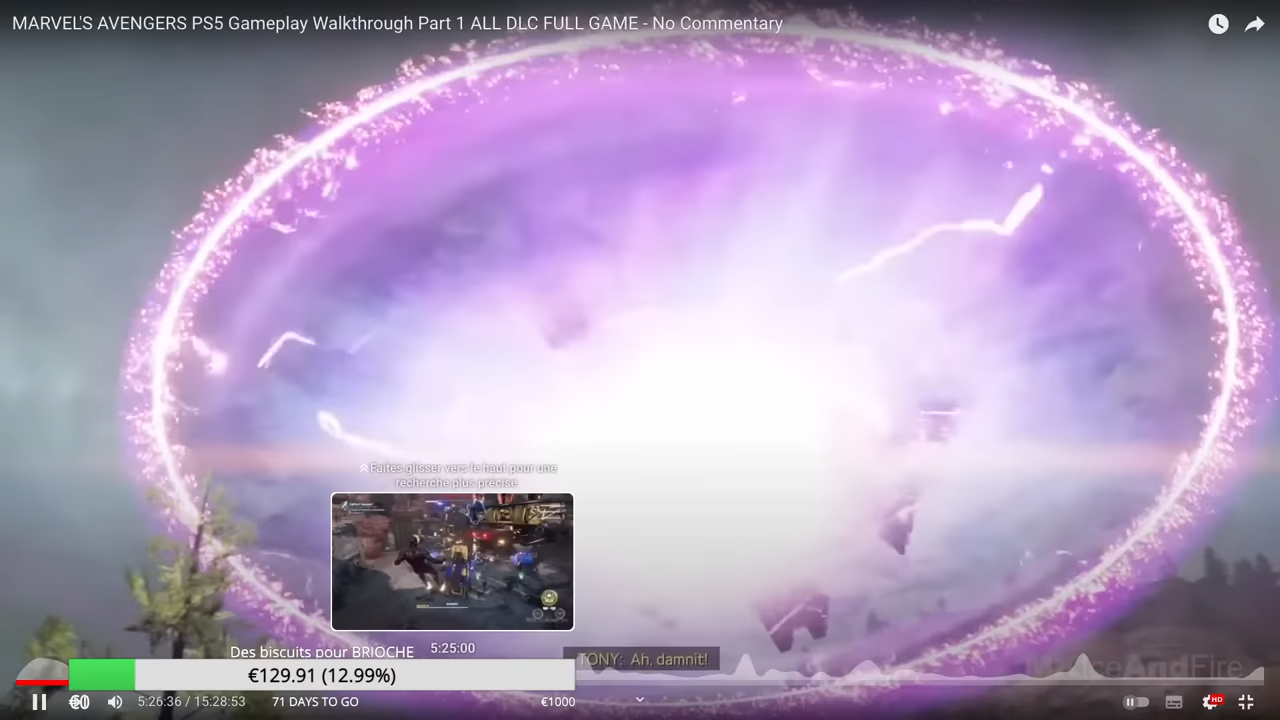 MARVEL'S AVENGERS PS5 Gameplay Walkthrough Part 1 ALL DLC FULL GAME - No Commentary
Faites glisser vers le haut pour une
recherche plus précise
5:25:00
Des biscuits pour BRIOCHE
€129.91 (12.99%)
TONY: Ah, damnit!
5:26:36 / 15:28:53
71 DAYS TO GO
€1000
HD